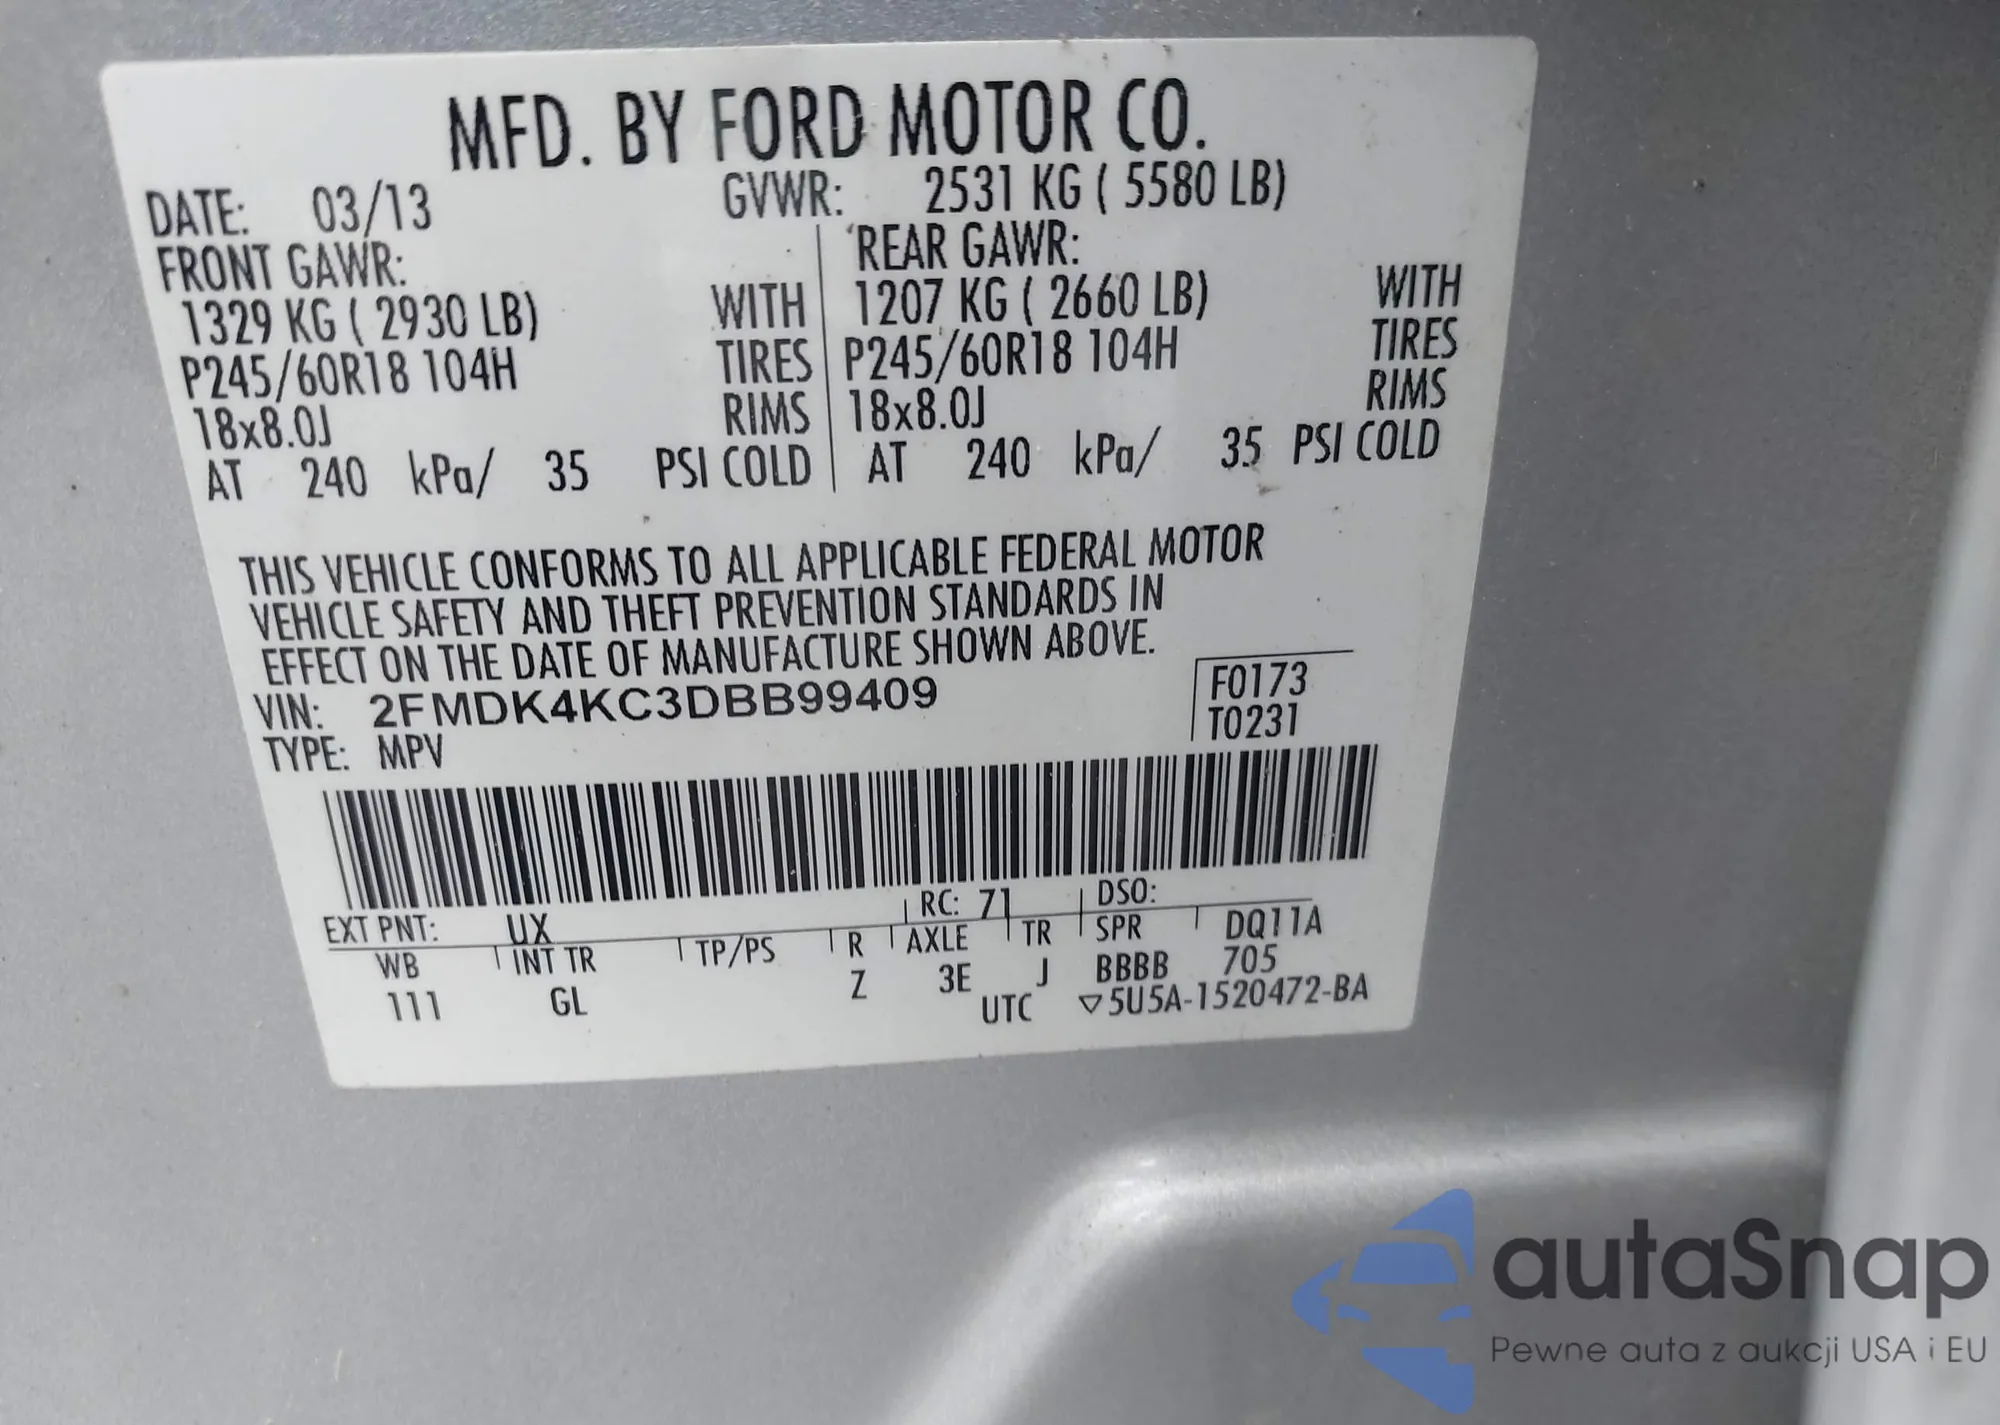 MFD. BY FORD MOTOR CO.
DATE: 03/13 GVWR: 2531 KG ( 5580 LB)
FRONT GAWR: REAR GAWR:
1329 KG ( 2930 LB) WITH 1207 KG ( 2660 LB) WITH
P245/60R18 104H TIRES P245/60R18 104H TIRES
18x8.0J RIMS 18x8.0J RIMS
AT 240 kPa/ 35 PSI COLD AT 240 kPa/ 35 PSI COLD
THIS VEHICLE CONFORMS TO ALL APPLICABLE FEDERAL MOTOR
VEHICLE SAFETY AND THEFT PREVENTION STANDARDS IN
EFFECT ON THE DATE OF MANUFACTURE SHOWN ABOVE.
VIN: 2FMDK4KC3DBB99409 F0173
TYPE: MPV T0231
EXT PNT: UX RC: 71 DSO:
WB INT TR TP/PS R AXLE TR SPR DQ11A
111 GL Z 3E J BBBB 705
UTC ▽5U5A-1520472-BA
autaSnap
Pewne auta z aukcji USA i EU